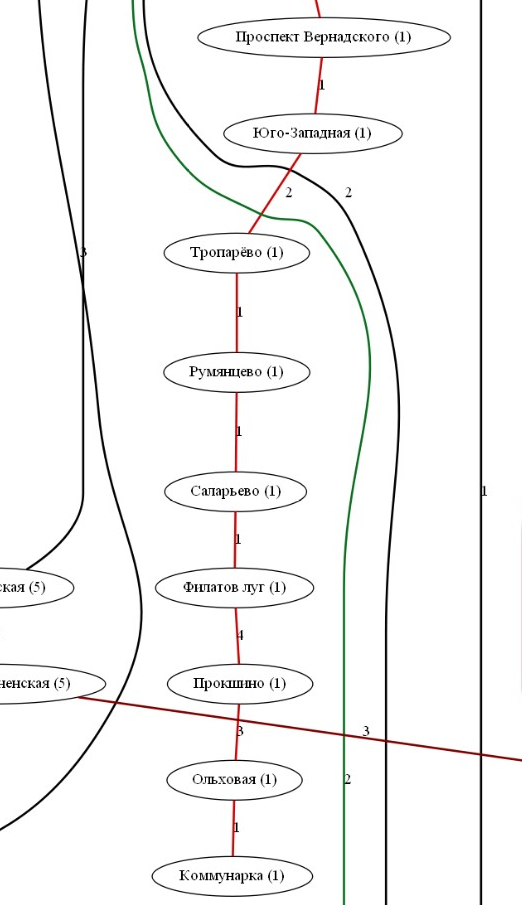 Проспект Вернадского (1)
1
Юго-Западная (1)
2
2
3
Тропарёво (1)
1
Румянцево (1)
1
Саларьево (1)
1
1
ская (5)
Филатов луг (1)
4
ненская (5)
Прокшино (1)
3
3
Ольховая (1)
2
1
Коммунарка (1)